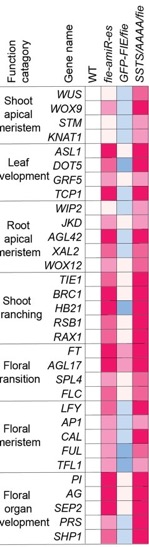 Function
catagory
Gene name
WT
fie-amiR-es
GFP-FIE/fie
SSTS/AAAA/fie
Shoot
apical
meristem
WUS
WOX9
STM
KNAT1
Leaf
velopment
ASL1
DOT5
GRF5
TCP1
Root
apical
meristem
WIP2
JKD
AGL42
XAL2
WOX12
Shoot
ranching
TIE1
BRC1
HB21
RSB1
RAX1
Floral
ransition
FT
AGL17
SPL4
FLC
Floral
meristem
LFY
AP1
CAL
FUL
TFL1
Floral
organ
velopment
PI
AG
SEP2
PRS
SHP1